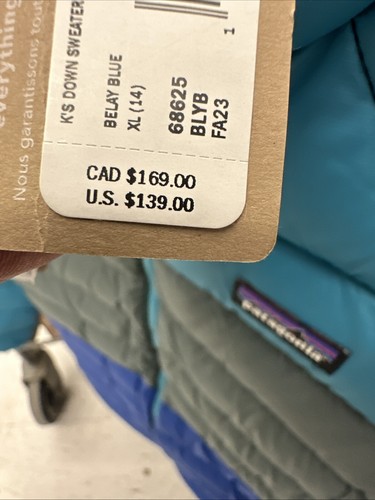 everything
Nous garantissons tout
K'S DOWN SWEATER
BELAY BLUE
XL (14)
68625
BLYB
FA23
1
CAD $169.00
U.S. $139.00
patagonia